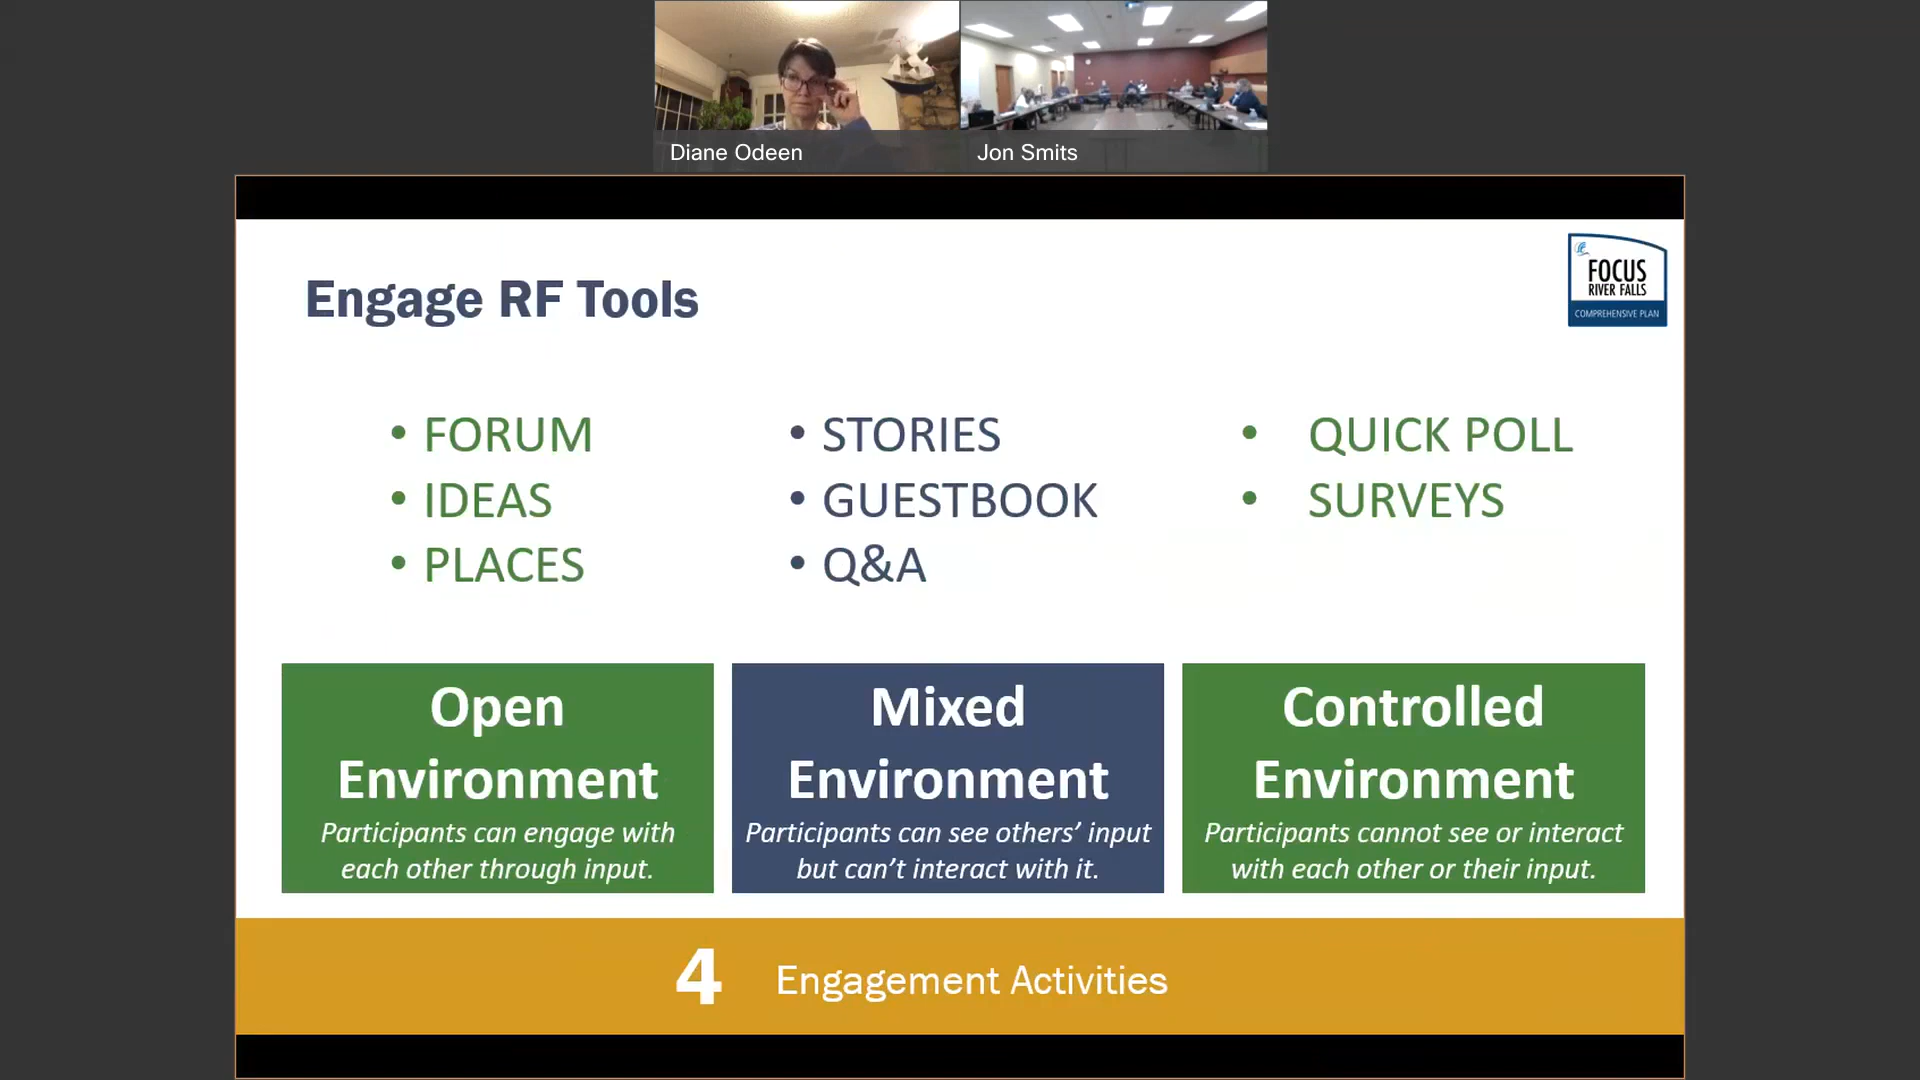 Diane Odeen
Jon Smits
FOCUS
RIVER FALLS
COMPREHENSIVE PLAN
Engage RF Tools
• FORUM
• IDEAS
• PLACES
• STORIES
• GUESTBOOK
• Q&A
• QUICK POLL
• SURVEYS
Open
Environment
Participants can engage with
each other through input.
Mixed
Environment
Participants can see others’ input
but can’t interact with it.
Controlled
Environment
Participants cannot see or interact
with each other or their input.
4 Engagement Activities